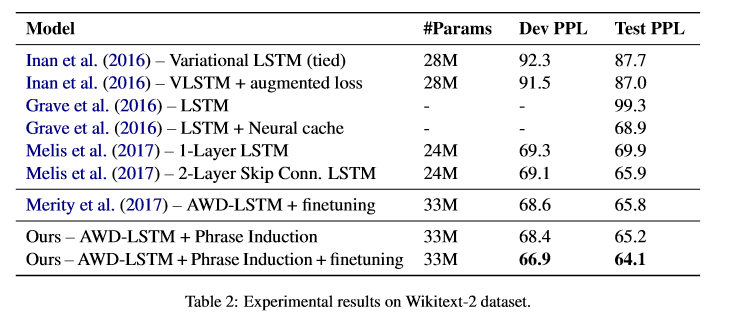 Model #Params Dev PPL Test PPL
Inan et al. (2016) – Variational LSTM (tied) 28M 92.3 87.7
Inan et al. (2016) – VLSTM + augmented loss 28M 91.5 87.0
Grave et al. (2016) – LSTM - - 99.3
Grave et al. (2016) – LSTM + Neural cache - - 68.9
Melis et al. (2017) – 1-Layer LSTM 24M 69.3 69.9
Melis et al. (2017) – 2-Layer Skip Conn. LSTM 24M 69.1 65.9
Merity et al. (2017) – AWD-LSTM + finetuning 33M 68.6 65.8
Ours – AWD-LSTM + Phrase Induction 33M 68.4 65.2
Ours – AWD-LSTM + Phrase Induction + finetuning 33M 66.9 64.1
Table 2: Experimental results on Wikitext-2 dataset.